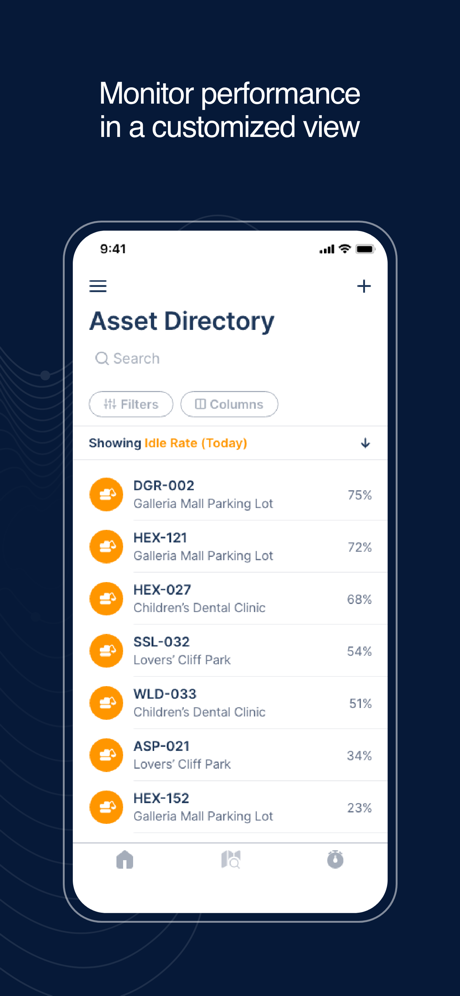 Monitor performance
in a customized view
9:41
Asset Directory
Search
Filters Columns
Showing Idle Rate (Today)
DGR-002
Galleria Mall Parking Lot 75%
HEX-121
Galleria Mall Parking Lot 72%
HEX-027
Children’s Dental Clinic 68%
SSL-032
Lovers’ Cliff Park 54%
WLD-033
Children’s Dental Clinic 51%
ASP-021
Lovers’ Cliff Park 34%
HEX-152
Galleria Mall Parking Lot 23%